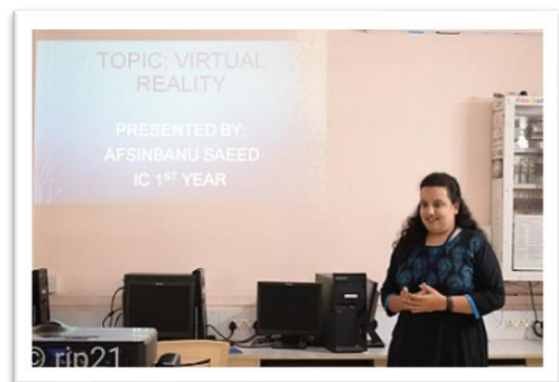 TOPIC: VIRTUAL
REALITY
PRESENTED BY:
AFSINBANU SAEED
IC 1ST YEAR
© rip21